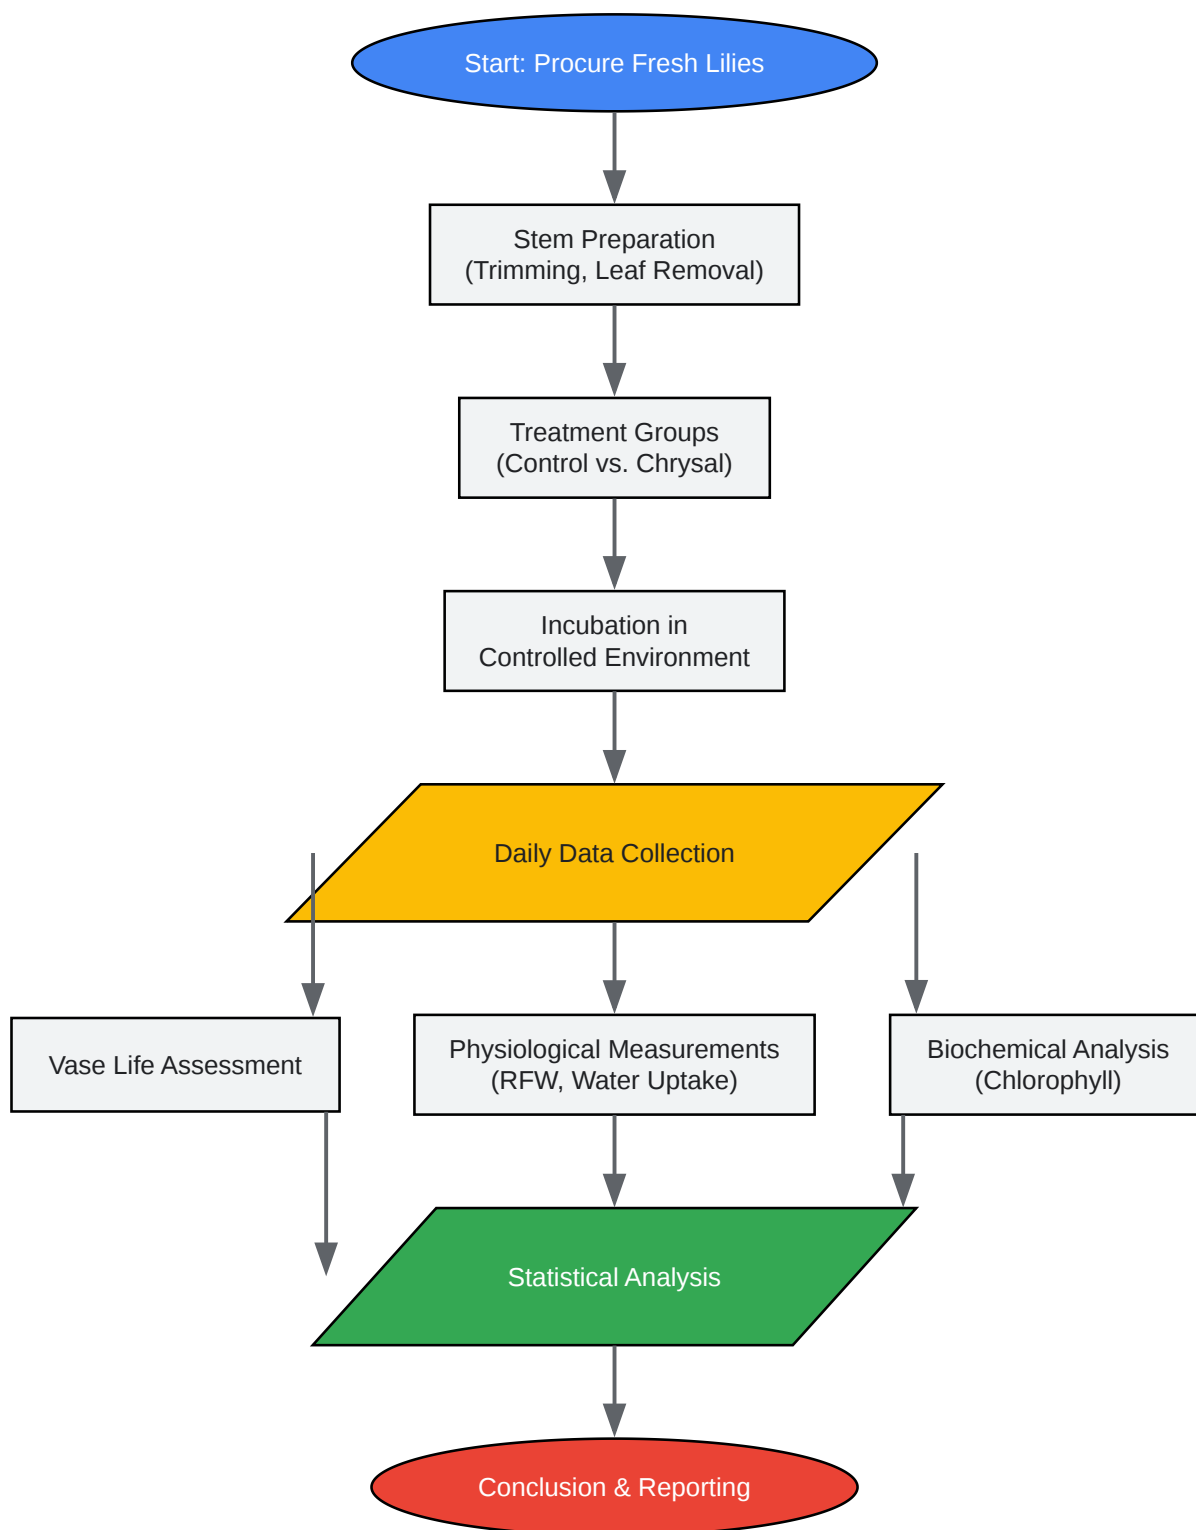 Start: Procure Fresh Lilies
Stem Preparation
(Trimming, Leaf Removal)
Treatment Groups
(Control vs. Chrysal)
Incubation in
Controlled Environment
Daily Data Collection
Vase Life Assessment
Physiological Measurements
(RFW, Water Uptake)
Biochemical Analysis
(Chlorophyll)
Statistical Analysis
Conclusion & Reporting